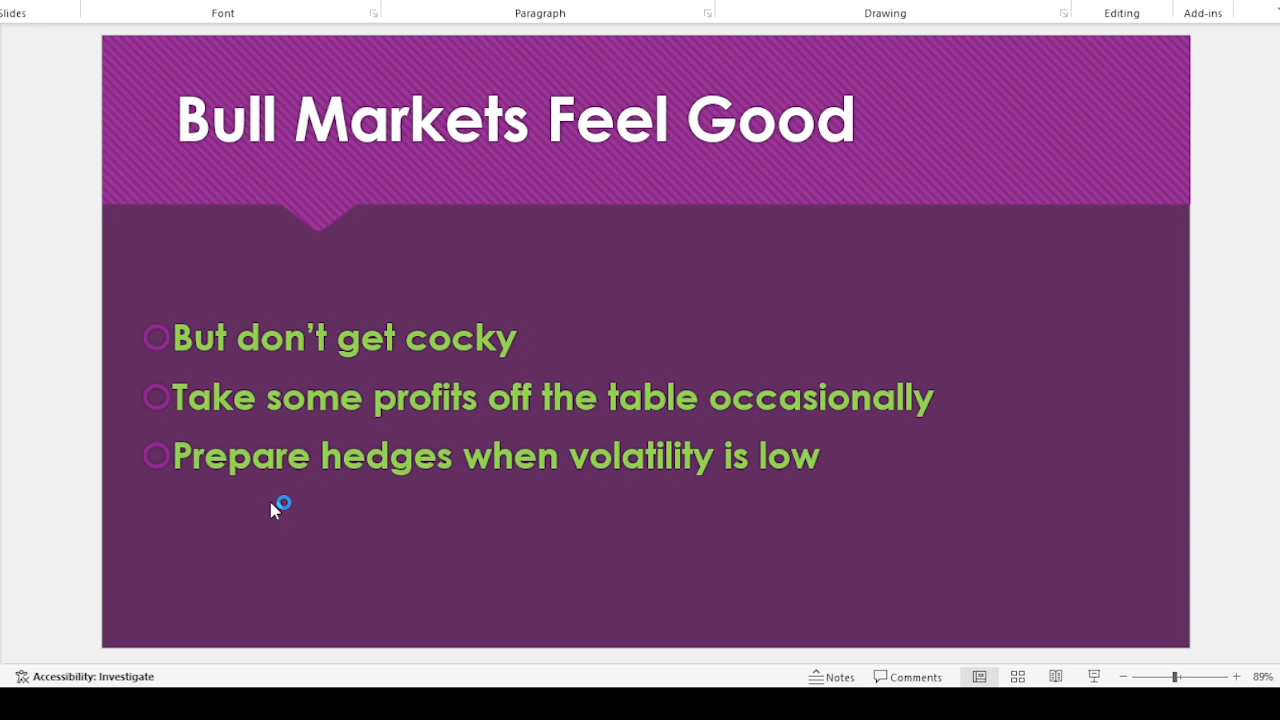 Slides Font Paragraph Drawing Editing Add-ins
Bull Markets Feel Good
But don’t get cocky
Take some profits off the table occasionally
Prepare hedges when volatility is low
Accessibility: Investigate Notes Comments 89%